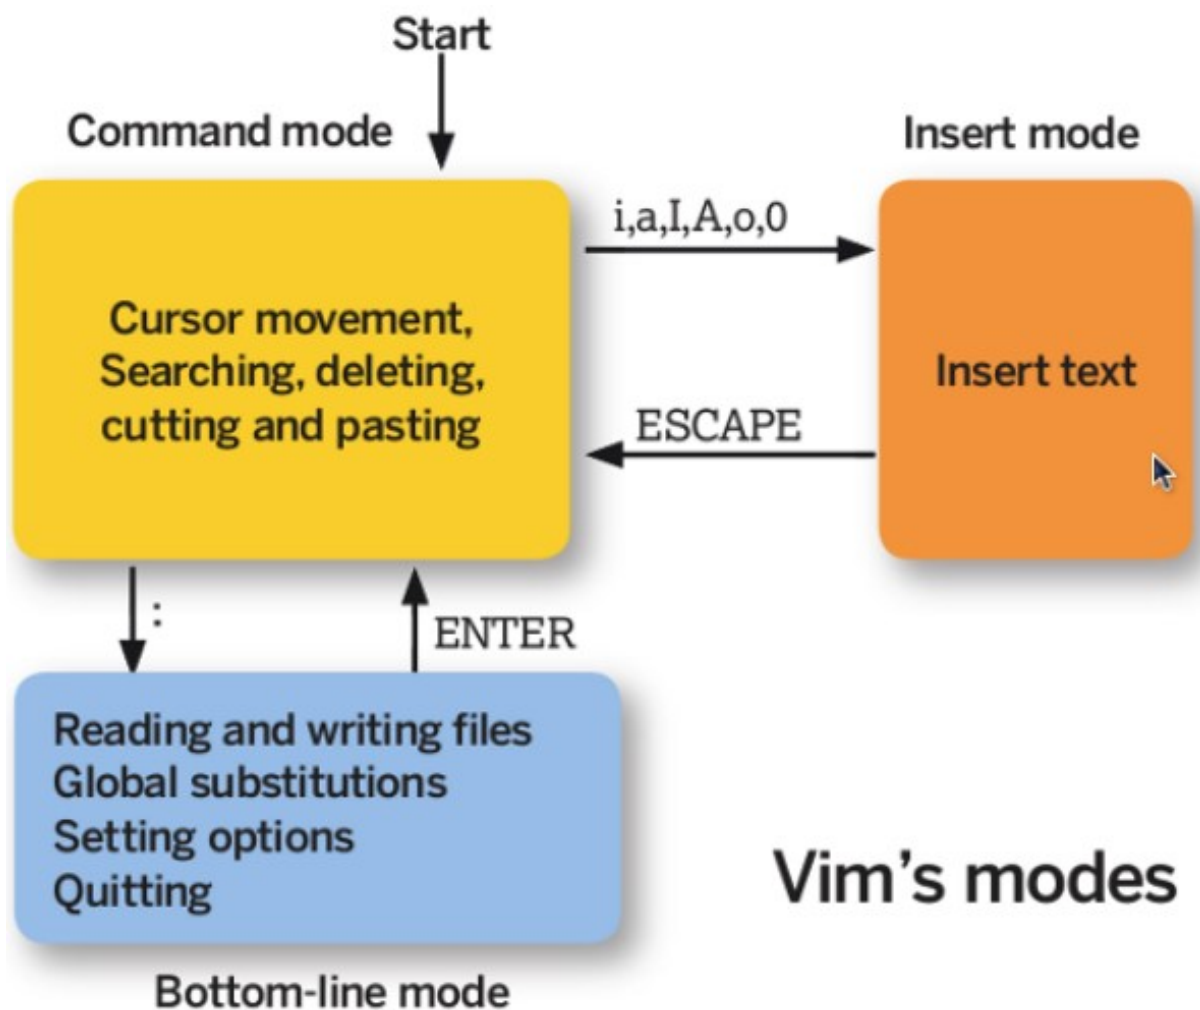 Start
Command mode
Insert mode
i,a,I,A,o,0
Cursor movement,
Searching, deleting,
cutting and pasting
Insert text
ESCAPE
:
ENTER
Reading and writing files
Global substitutions
Setting options
Quitting
Vim’s modes
Bottom-line mode